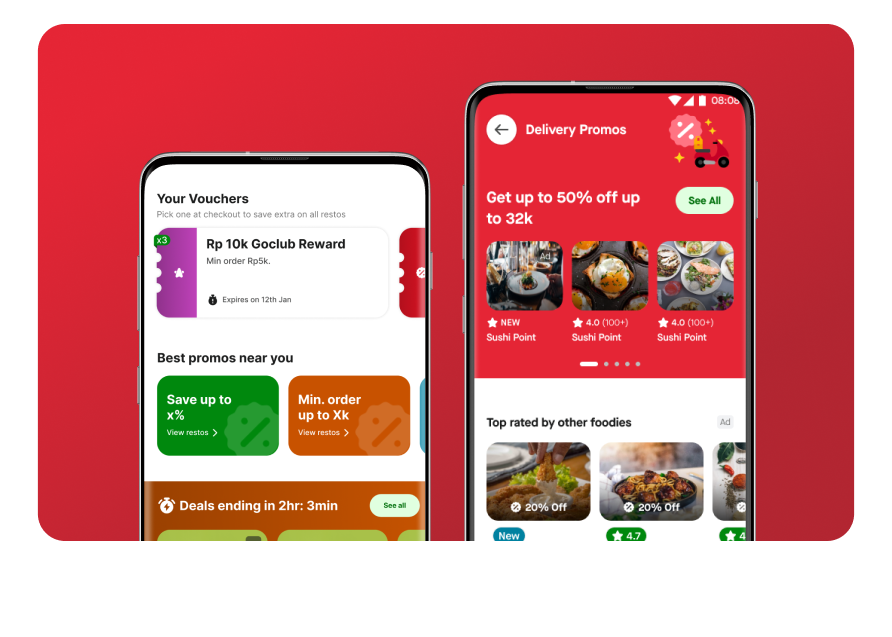 Your Vouchers
Pick one at checkout to save extra on all restos
x3
Rp 10k Goclub Reward
Min order Rp5k.
Expires on 12th Jan
Best promos near you
Save up to
x%
View restos
Min. order
up to Xk
View restos
Deals ending in 2hr: 3min
See all
08:08
Delivery Promos
Get up to 50% off up
to 32k
See All
Ad
NEW
Sushi Point
4.0 (100+)
Sushi Point
4.0 (100+)
Sushi Point
Top rated by other foodies
Ad
20% Off
20% Off
New
4.7
4